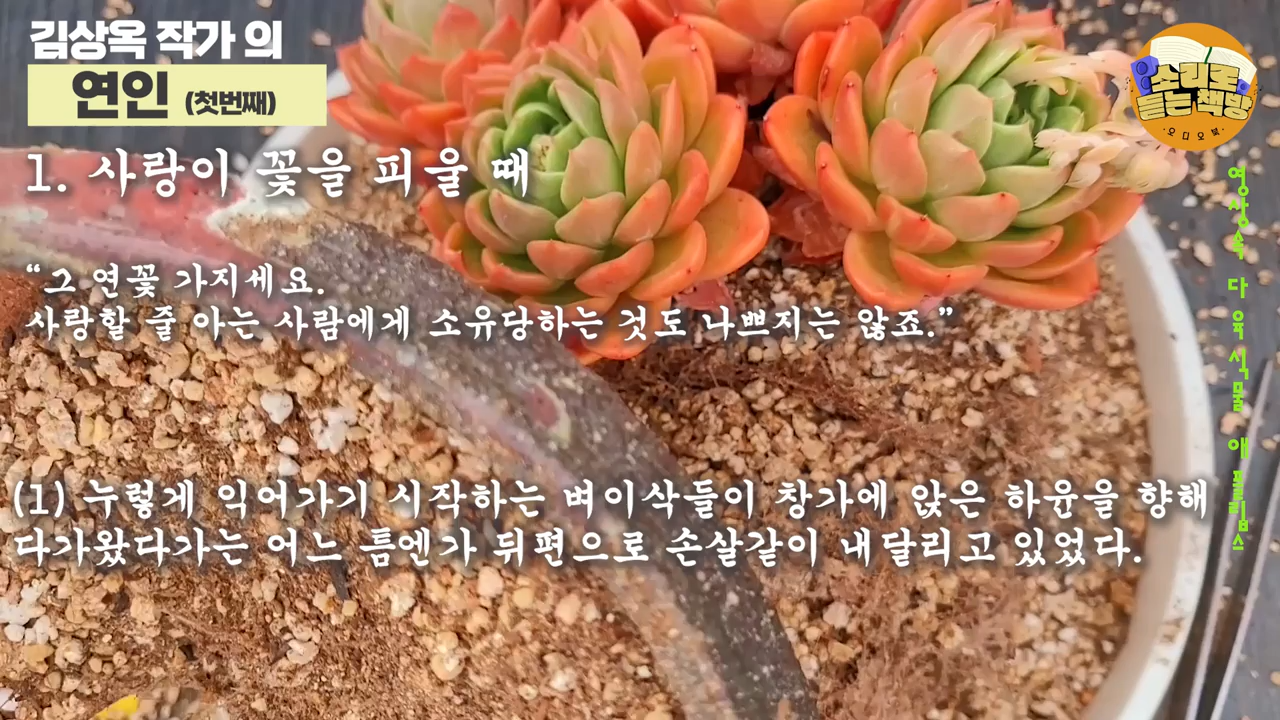 김상옥 작가 의
연인 (첫번째)
소리로
듣는 책방
·오디오북·
1. 사랑이 꽃을 피울 때
“그 연꽃 가지세요.
사랑할 줄 아는 사람에게 소유당하는 것도 나쁘지는 않죠.”
(1) 누렇게 익어가기 시작하는 벼이삭들이 창가에 앉은 하윤을 향해
다가왔다가는 어느 틈엔가 뒤편으로 손살같이 내달리고 있었다.
영상속 다육식물 애플립스